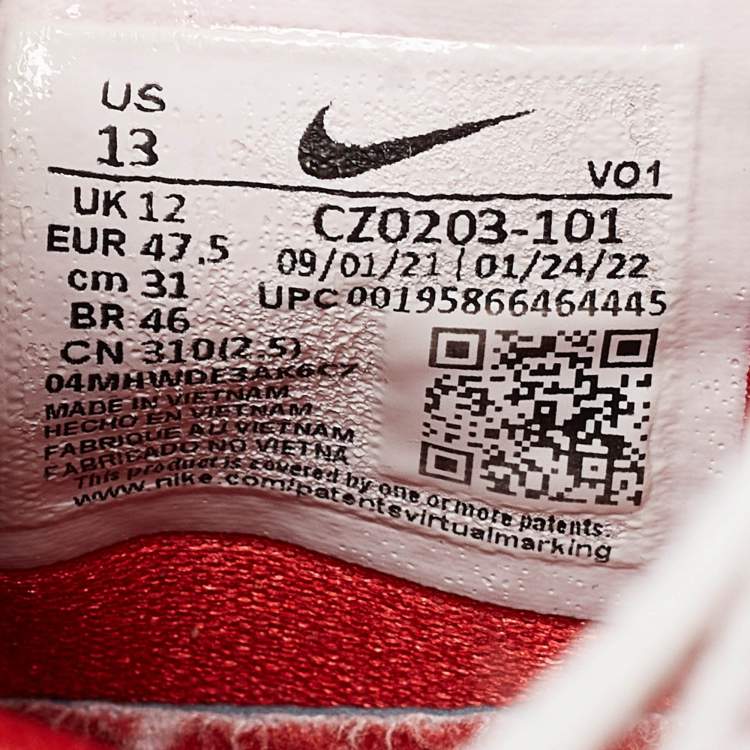 US
13
V01
UK 12
EUR 47.5
cm 31
BR 46
CN 310(2.5)
CZ0203-101
09/01/21 | 01/24/22
UPC 00195866464445
04MHWDE3AK6CZ
MADE IN VIETNAM
HECHO EN VIETNAM
FABRIQUE AU VIETNAM
FABRICADO NO VIETNA
This product is covered by one or more patents:
www.nike.com/patentsvirtualmarking